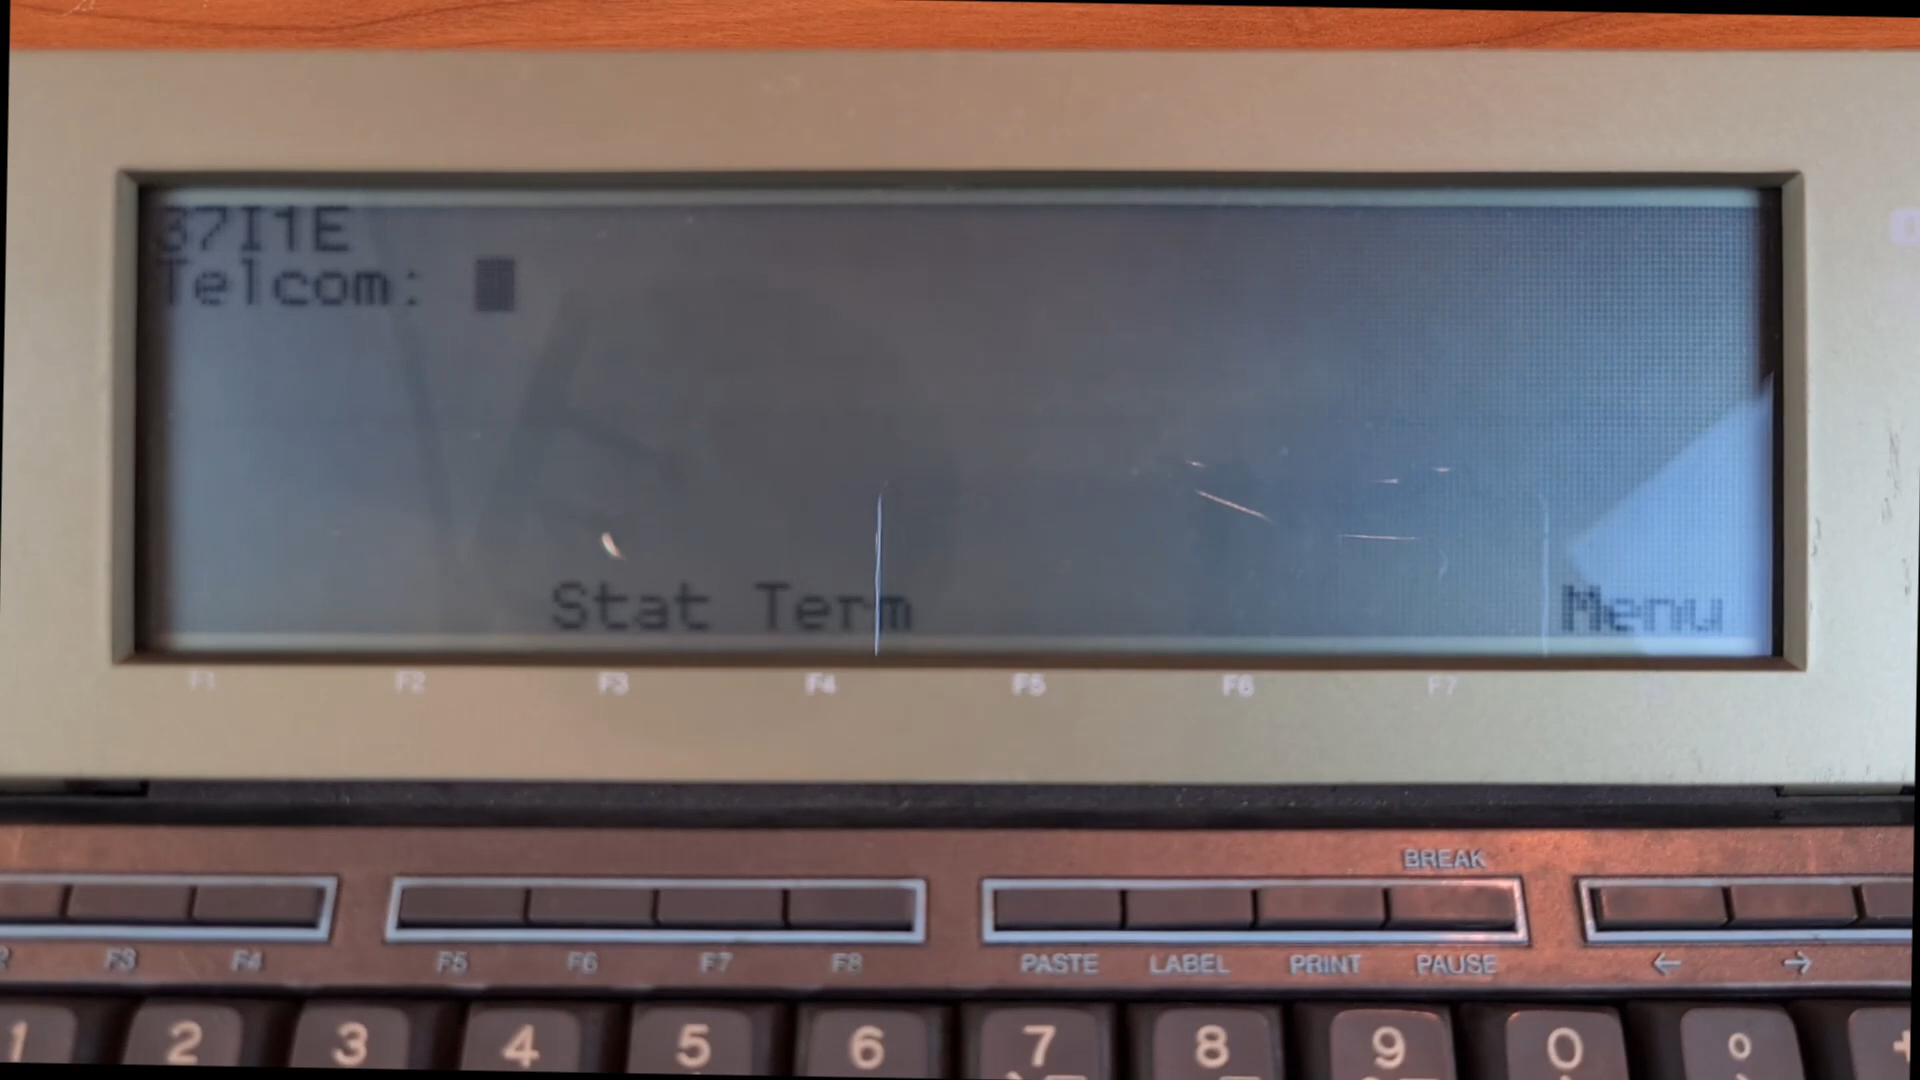 37I1E
Telcom:
Stat Term Menu
F1 F2 F3 F4 F5 F6 F7
BREAK
F3 F4 F5 F6 F7 F8 PASTE LABEL PRINT PAUSE ← →
1 2 3 4 5 6 7 8 9 0 ° +